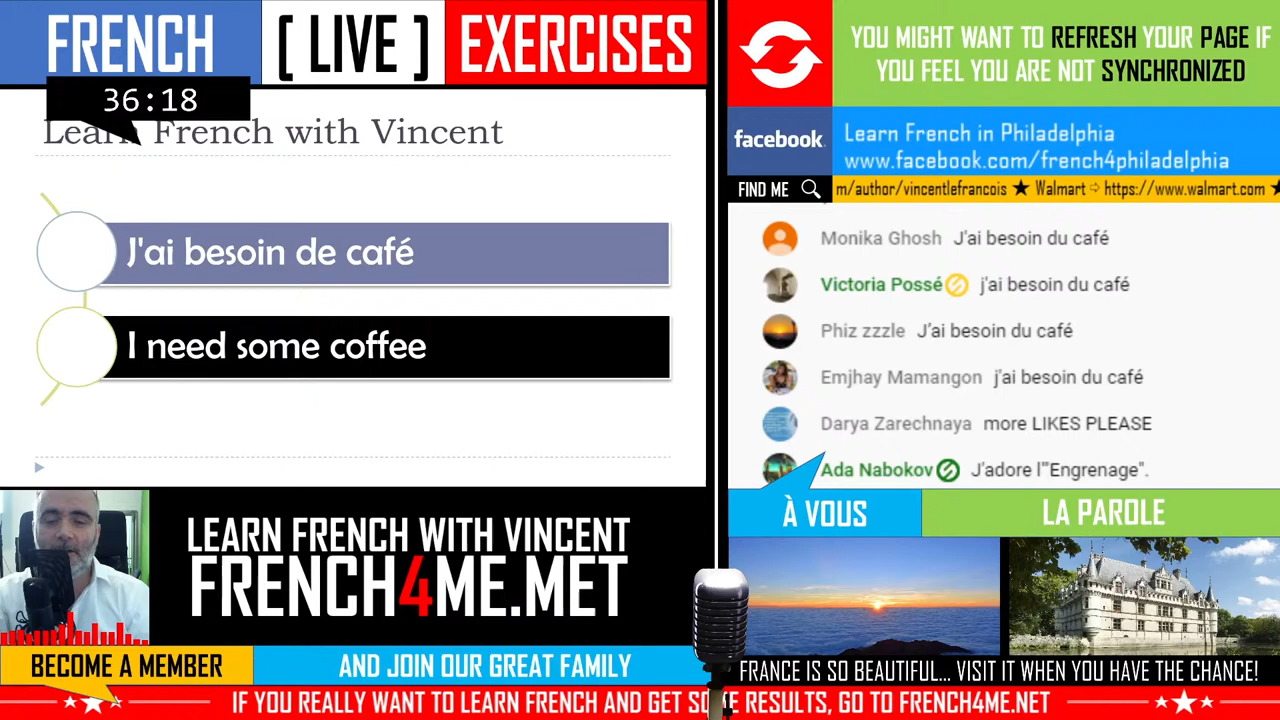 FRENCH
[ LIVE ]
EXERCISES
36:18
Learn French with Vincent
J'ai besoin de café
I need some coffee
LEARN FRENCH WITH VINCENT
FRENCH4ME.MET
BECOME A MEMBER
AND JOIN OUR GREAT FAMILY
YOU MIGHT WANT TO REFRESH YOUR PAGE IF
YOU FEEL YOU ARE NOT SYNCHRONIZED
facebook.
Learn French in Philadelphia
www.facebook.com/french4philadelphia
FIND ME
m/author/vincentlefrancois ★ Walmart ⇨ https://www.walmart.com ★
Monika Ghosh J'ai besoin du café
Victoria Possé j'ai besoin du café
Phiz zzzle J'ai besoin du café
Emjhay Mamangon j'ai besoin du café
Darya Zarechnaya more LIKES PLEASE
Ada Nabokov J'adore l'"Engrenage".
À VOUS
LA PAROLE
FRANCE IS SO BEAUTIFUL... VISIT IT WHEN YOU HAVE THE CHANCE!
IF YOU REALLY WANT TO LEARN FRENCH AND GET SOME RESULTS, GO TO FRENCH4ME.NET